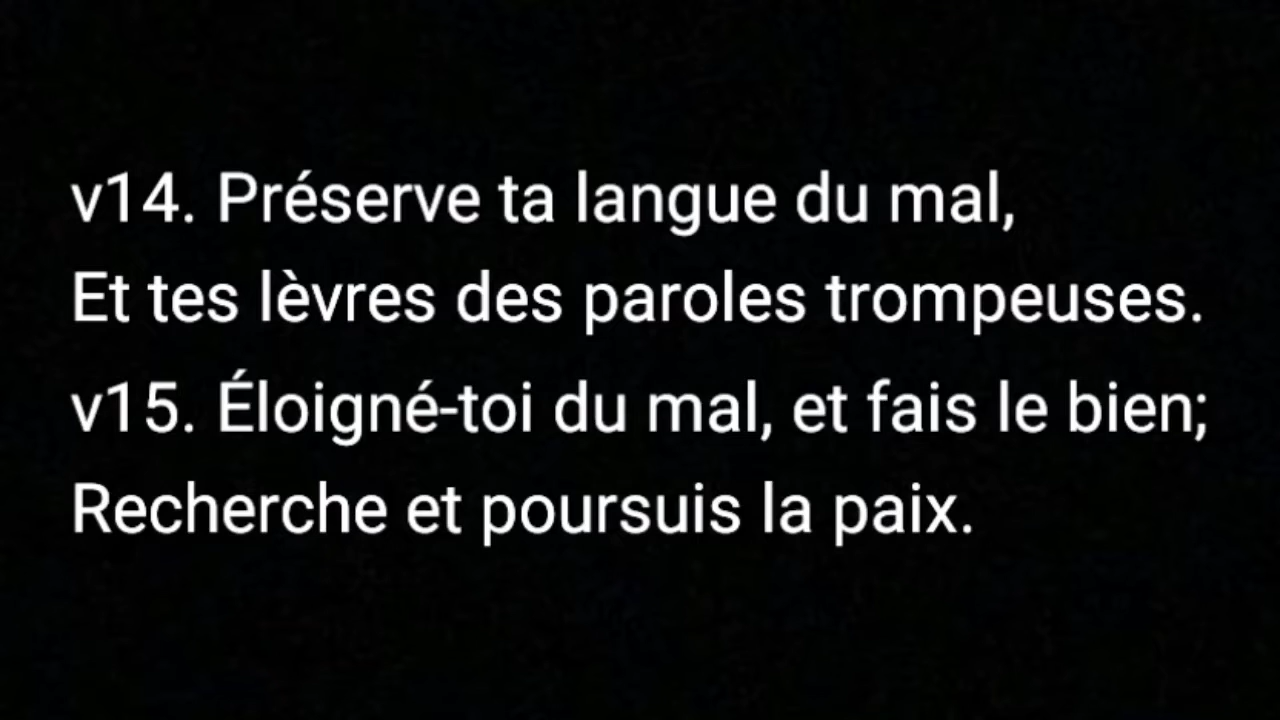 v14. Préserve ta langue du mal,
Et tes lèvres des paroles trompeuses.
v15. Éloigné-toi du mal, et fais le bien;
Recherche et poursuis la paix.